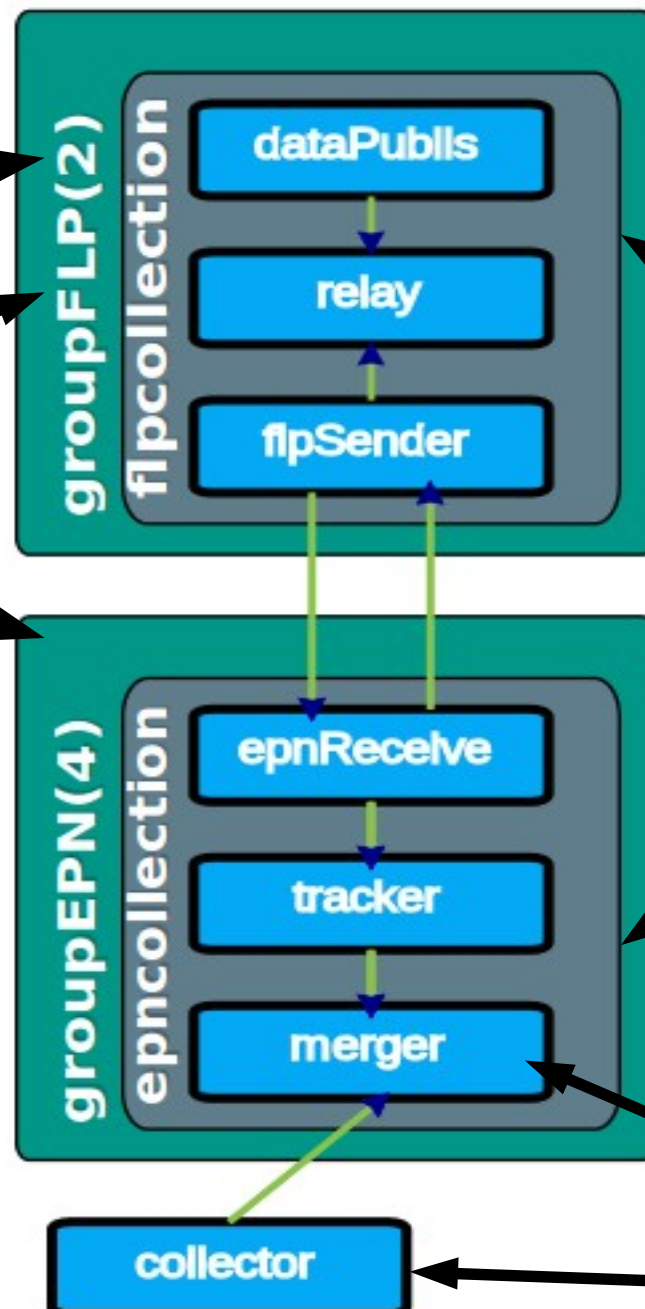 groupFLP(2)
flpcollection
dataPublis
relay
flpSender
groupEPN(4)
epncollection
epnReceive
tracker
merger
collector